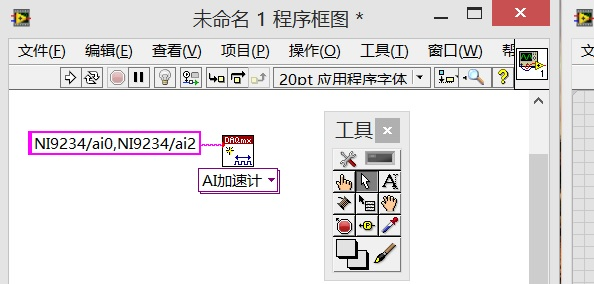 未命名 1 程序框图 *
文件(F) 编辑(E) 查看(V) 项目(P) 操作(O) 工具(T) 窗口(W)
20pt 应用程序字体
1
NI9234/ai0,NI9234/ai2
DAQmx
AI加速计
工具
A
P